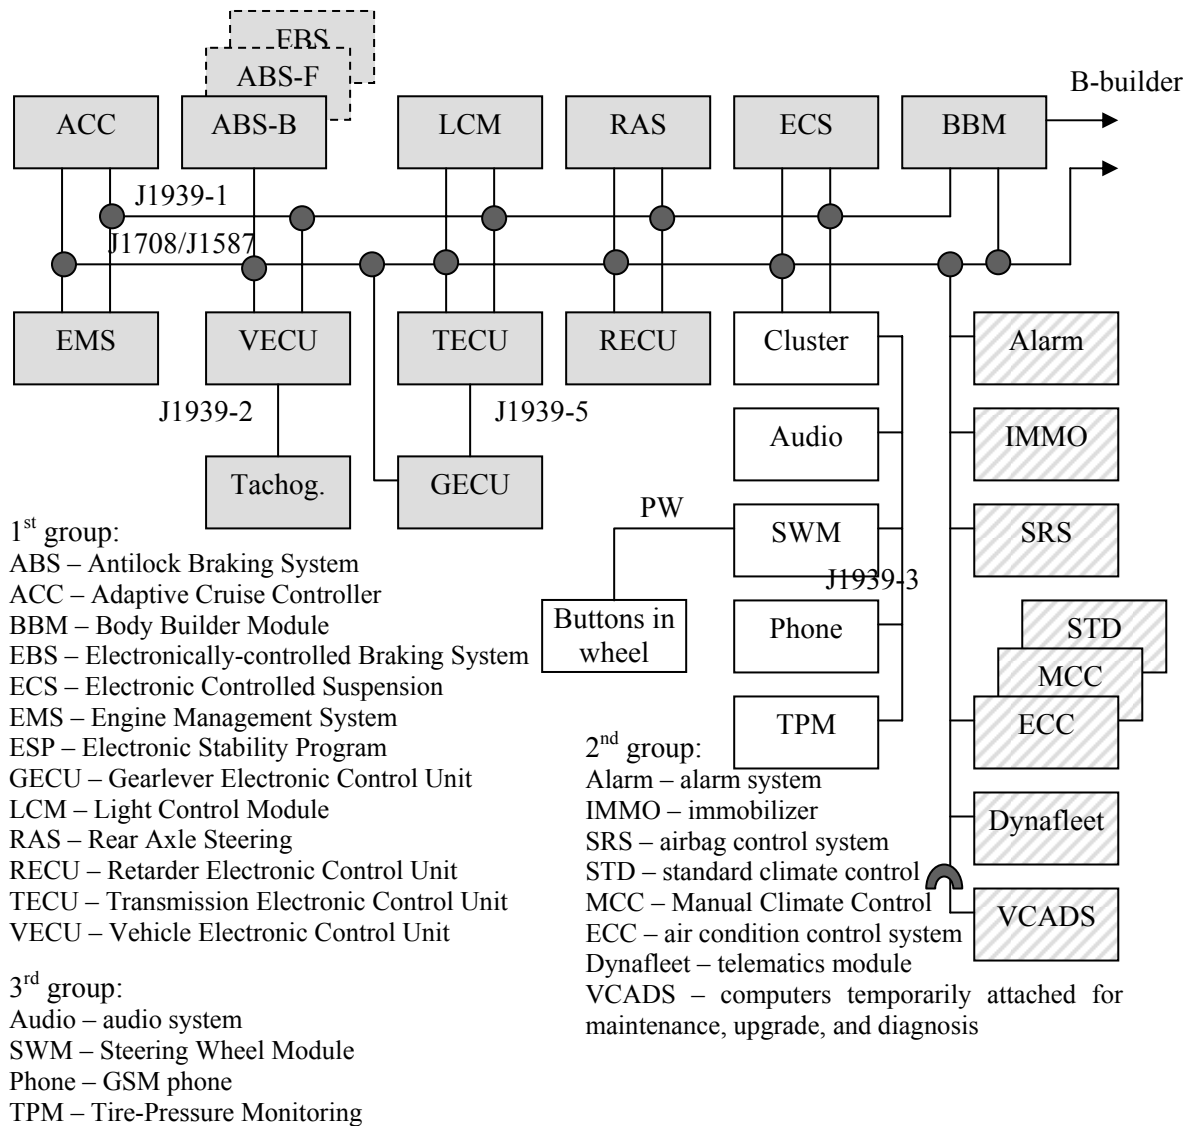 EBS
ABS-F
B-builder
ACC
ABS-B
LCM
RAS
ECS
BBM
J1939-1
J1708/J1587
EMS
VECU
TECU
RECU
Cluster
Alarm
J1939-2
J1939-5
Audio
IMMO
Tachog.
GECU
PW
SWM
SRS
J1939-3
Buttons in
wheel
Phone
STD
MCC
TPM
ECC
Dynafleet
VCADS
1st group:
ABS – Antilock Braking System
ACC – Adaptive Cruise Controller
BBM – Body Builder Module
EBS – Electronically-controlled Braking System
ECS – Electronic Controlled Suspension
EMS – Engine Management System
ESP – Electronic Stability Program
GECU – Gearlever Electronic Control Unit
LCM – Light Control Module
RAS – Rear Axle Steering
RECU – Retarder Electronic Control Unit
TECU – Transmission Electronic Control Unit
VECU – Vehicle Electronic Control Unit
2nd group:
Alarm – alarm system
IMMO – immobilizer
SRS – airbag control system
STD – standard climate control
MCC – Manual Climate Control
ECC – air condition control system
Dynafleet – telematics module
VCADS – computers temporarily attached for
maintenance, upgrade, and diagnosis
3rd group:
Audio – audio system
SWM – Steering Wheel Module
Phone – GSM phone
TPM – Tire-Pressure Monitoring